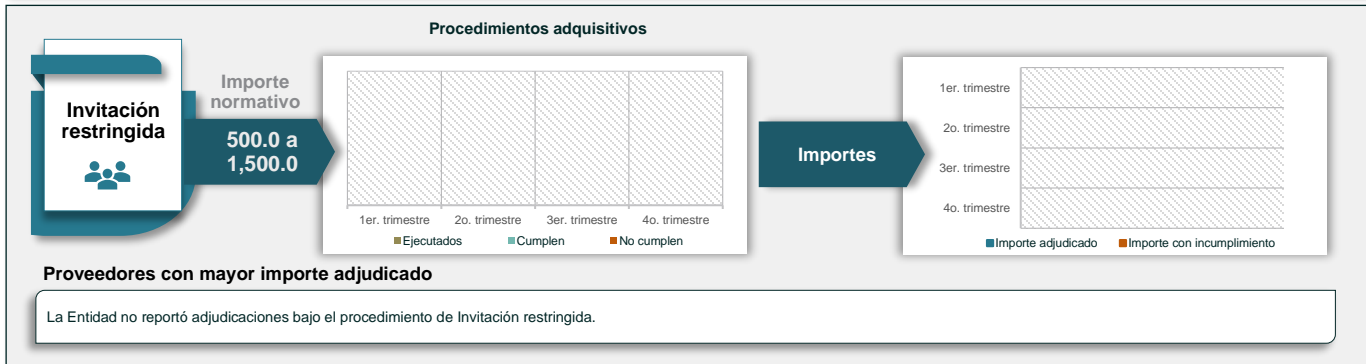 Procedimientos adquisitivos
Invitación
restringida
Importe
normativo
500.0 a
1,500.0
1er. trimestre
2o. trimestre
3er. trimestre
4o. trimestre
Ejecutados
Cumplen
No cumplen
Importes
1er. trimestre
2o. trimestre
3er. trimestre
4o. trimestre
Importe adjudicado
Importe con incumplimiento
Proveedores con mayor importe adjudicado
La Entidad no reportó adjudicaciones bajo el procedimiento de Invitación restringida.